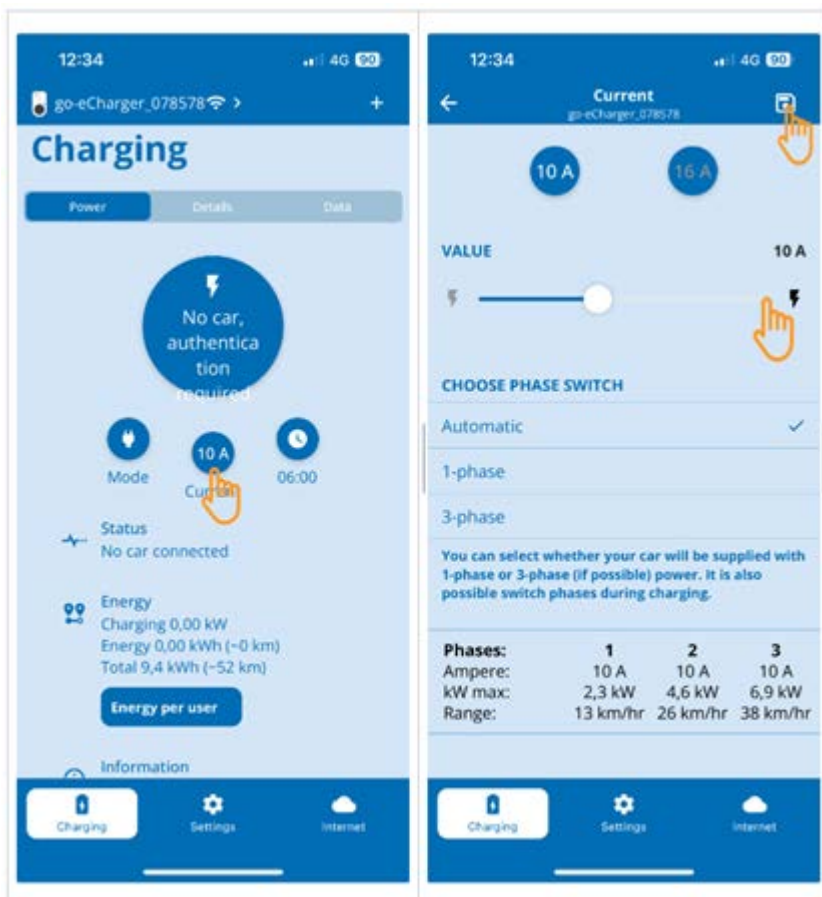 12:34
4G 90
go-eCharger_078578 >
+
Charging
Power Details Data
No car,
authentica
tion
required
10 A
Mode
06:00
Status
No car connected
Energy
Charging 0,00 kW
Energy 0,00 kWh (~0 km)
Total 9,4 kWh (~52 km)
Energy per user
Information
Charging Settings Internet
12:34
4G 90
Current
go-eCharger_078578
10 A 16 A
VALUE 10 A
CHOOSE PHASE SWITCH
Automatic
1-phase
3-phase
You can select whether your car will be supplied with
1-phase or 3-phase (if possible) power. It is also
possible switch phases during charging.
Phases: 1 2 3
Ampere: 10 A 10 A 10 A
kW max: 2,3 kW 4,6 kW 6,9 kW
Range: 13 km/hr 26 km/hr 38 km/hr
Charging Settings Internet